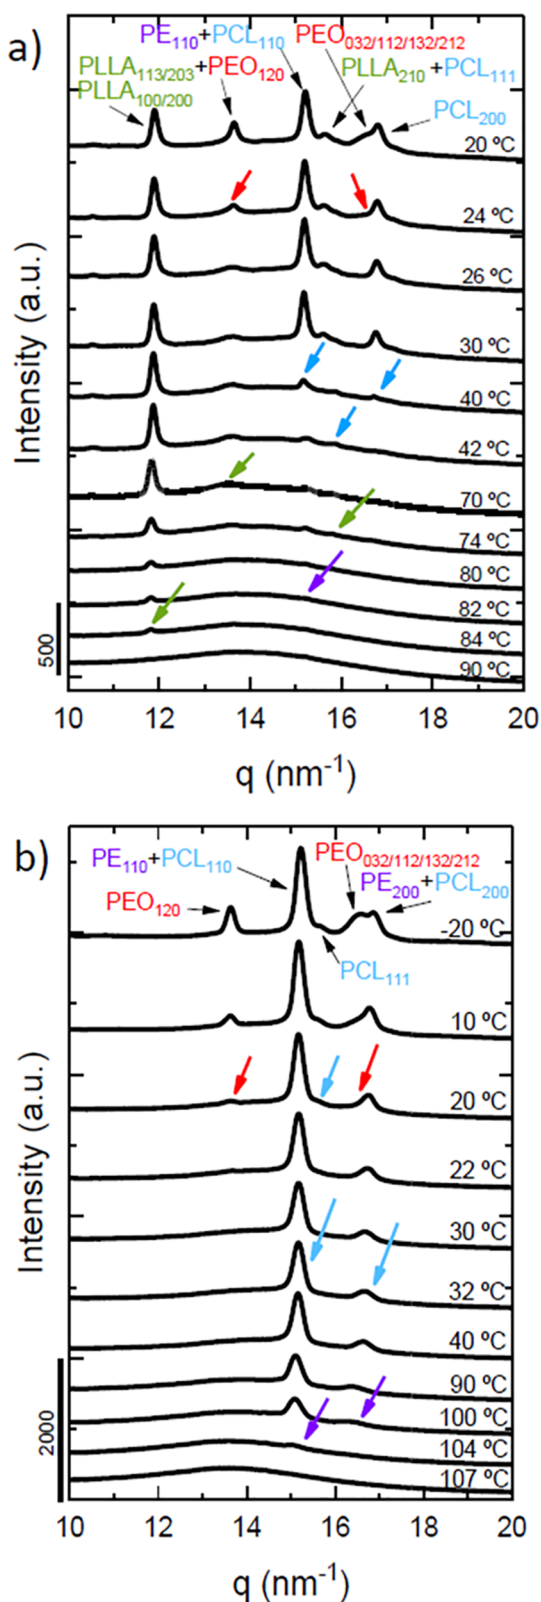 a)
PE110+PCL110
PEO032/112/132/212
PLLA113/203+PEO120
PLLA210+PCL111
PLLA100/200
PCL200
20 ºC
24 ºC
26 ºC
30 ºC
40 ºC
42 ºC
70 ºC
74 ºC
80 ºC
82 ºC
84 ºC
90 ºC
Intensity (a.u.)
500
10 12 14 16 18 20
q (nm-1)
b)
PE110+PCL110
PEO032/112/132/212
PE200+PCL200
PEO120
-20 ºC
PCL111
10 ºC
20 ºC
22 ºC
30 ºC
32 ºC
40 ºC
90 ºC
100 ºC
104 ºC
107 ºC
Intensity (a.u.)
2000
10 12 14 16 18 20
q (nm-1)